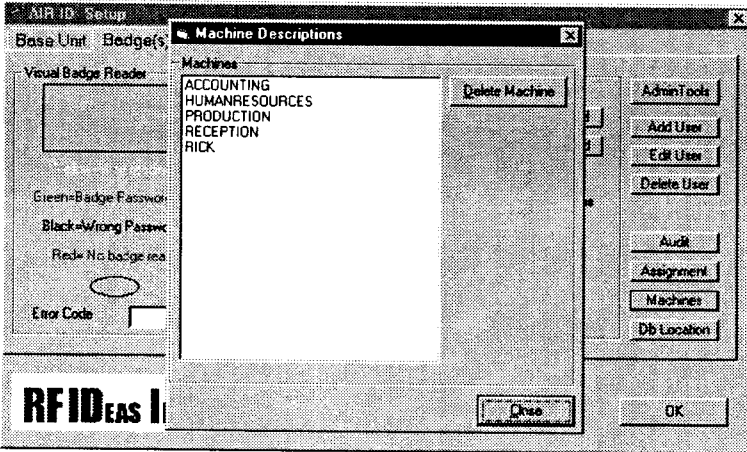 AIR ID Setup
Base Unit Badge(s)
Machine Descriptions
Visual Badge Reader
Machines
ACCOUNTING
HUMANRESOURCES
PRODUCTION
RECEPTION
RICK
Delete Machine
AdminTools
Add User
Edit User
Delete User
Green=Badge Passwor
Black=Wrong Passwo
Red= No badge rea
Error Code
Audit
Assignment
Machines
Db Location
RF IDEAS I
Close
OK